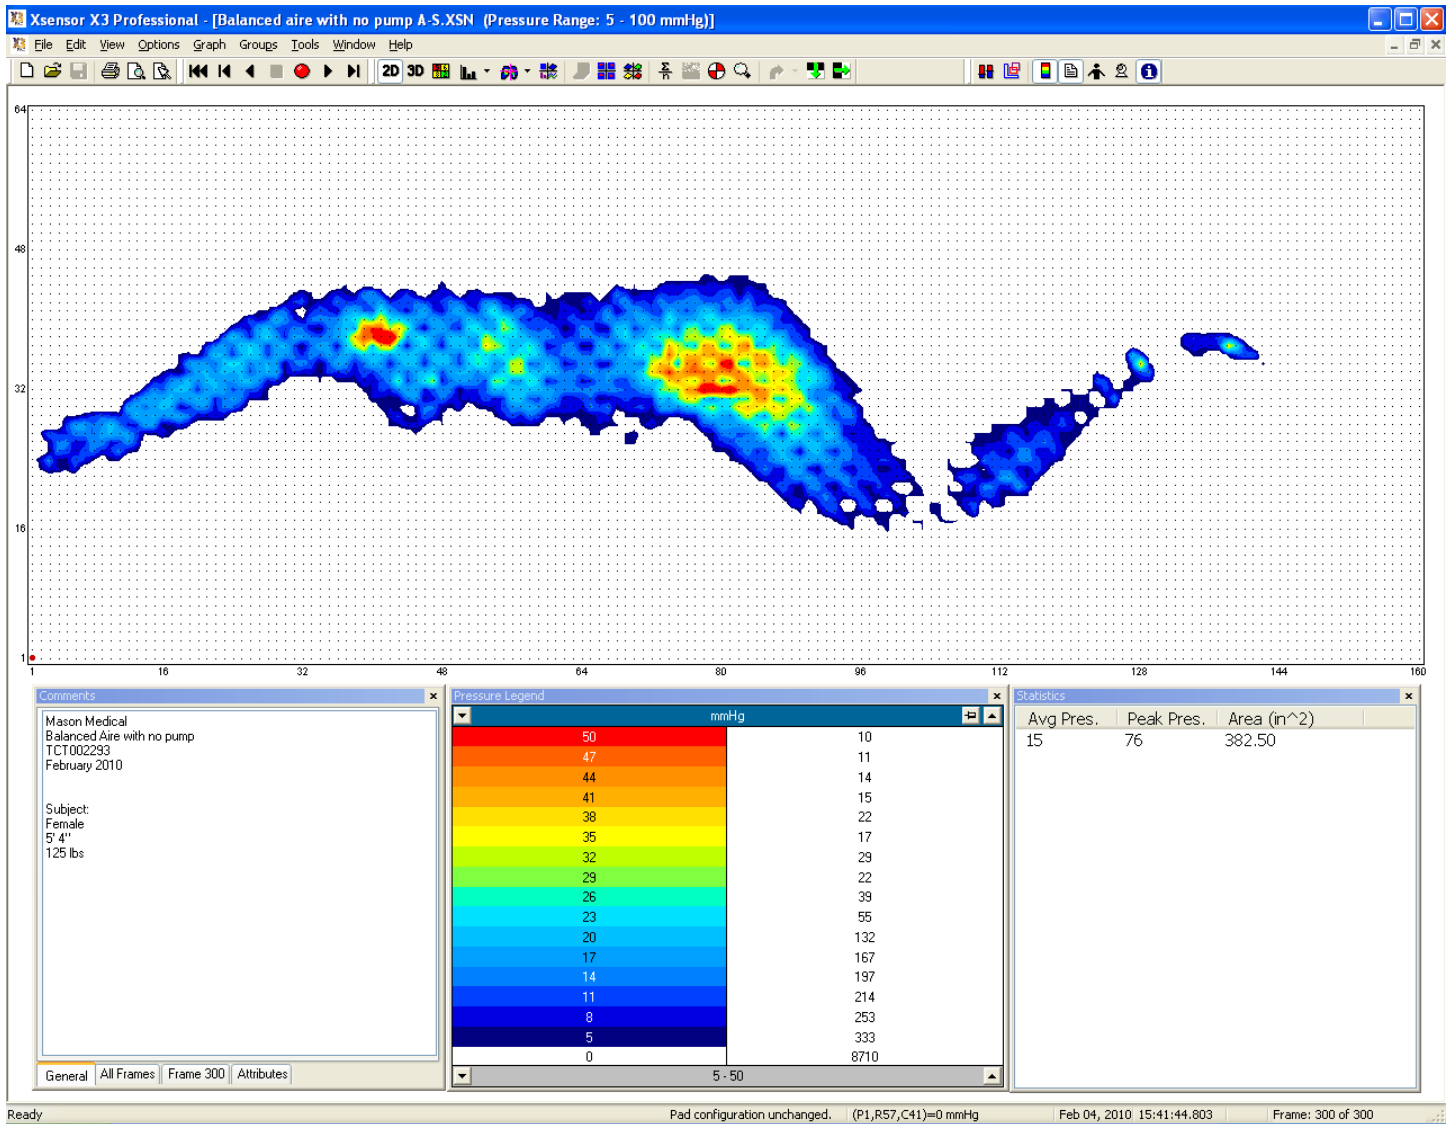 Xsensor X3 Professional - [Balanced aire with no pump A-S.XSN (Pressure Range: 5 - 100 mmHg)]
File Edit View Options Graph Groups Tools Window Help
2D 3D
64
48
32
16
1
1 16 32 48 64 80 96 112 128 144 160
Comments
Mason Medical
Balanced Aire with no pump
TCT002293
February 2010
Subject:
Female
5' 4''
125 lbs
General All Frames Frame 300 Attributes
Pressure Legend
mmHg
50 10
47 11
44 14
41 15
38 22
35 17
32 29
29 22
26 39
23 55
20 132
17 167
14 197
11 214
8 253
5 333
0 8710
5 - 50
Statistics
Avg Pres. Peak Pres. Area (in^2)
15 76 382.50
Ready Pad configuration unchanged. (P1,R57,C41)=0 mmHg Feb 04, 2010 15:41:44.803 Frame: 300 of 300